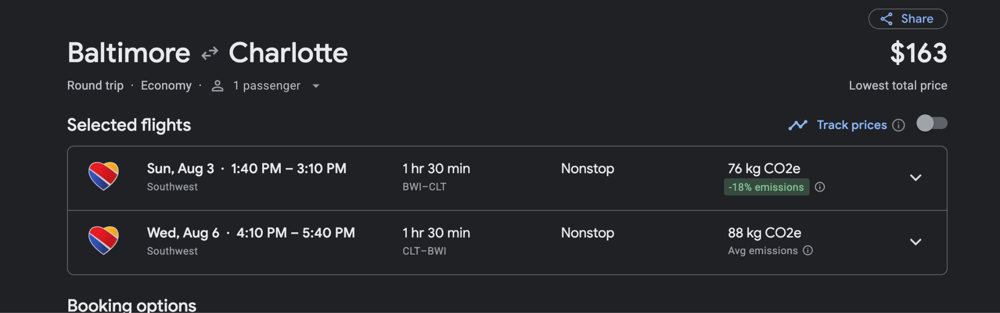 Share
Baltimore Charlotte
$163
Round trip · Economy · 1 passenger
Lowest total price
Selected flights
Track prices
Sun, Aug 3 · 1:40 PM – 3:10 PM
Southwest
1 hr 30 min
BWI–CLT
Nonstop
76 kg CO2e
-18% emissions
Wed, Aug 6 · 4:10 PM – 5:40 PM
Southwest
1 hr 30 min
CLT–BWI
Nonstop
88 kg CO2e
Avg emissions
Booking options